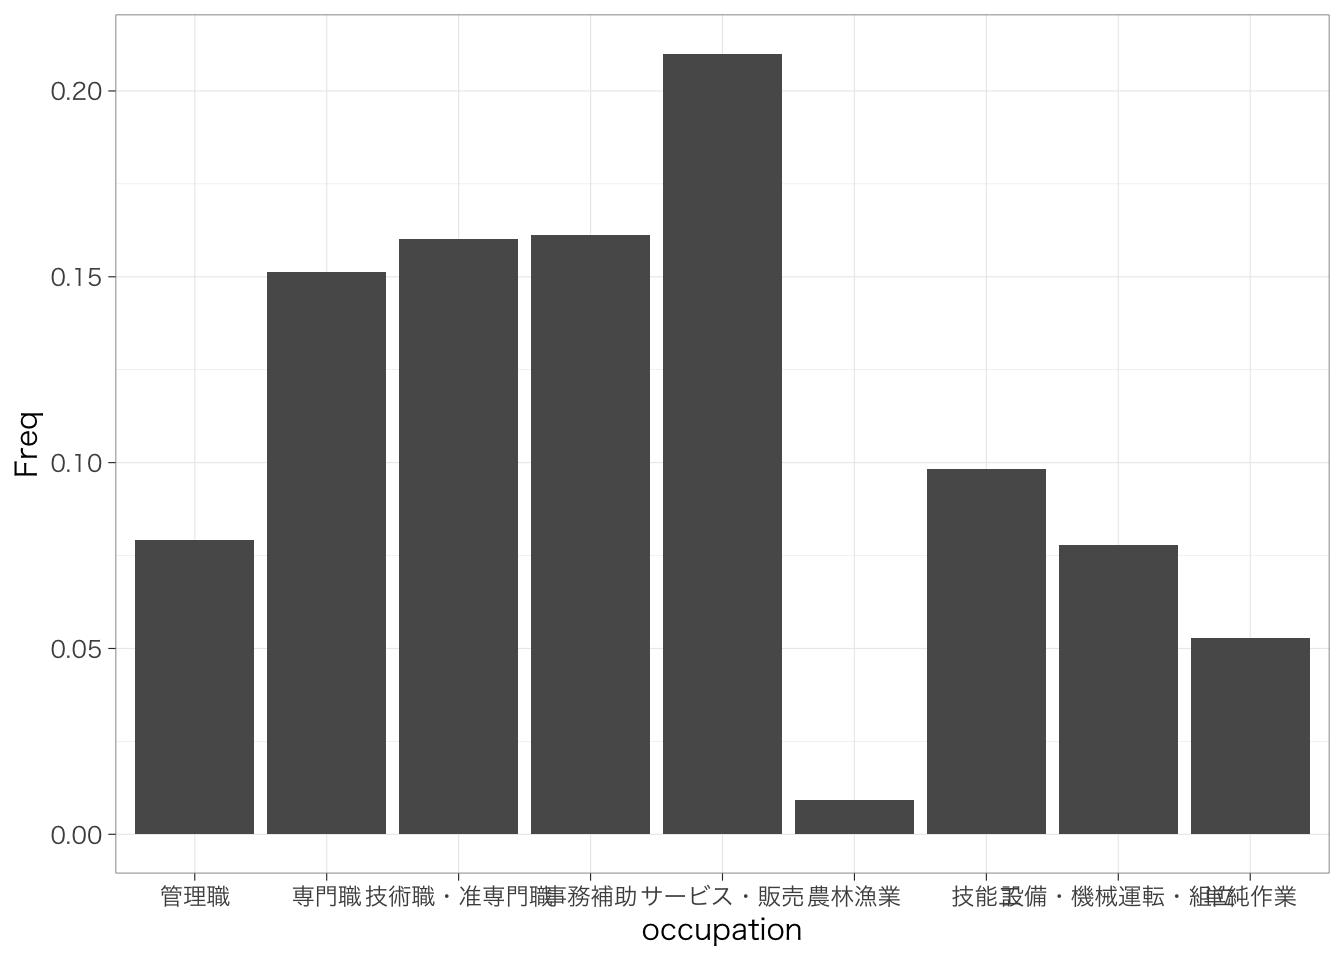 Freq
0.20
0.15
0.10
0.05
0.00
管理職
専門職
技術職・准専門職
事務補助
サービス・販売
農林漁業
技能工
設備・機械運転・組立
単純作業
occupation